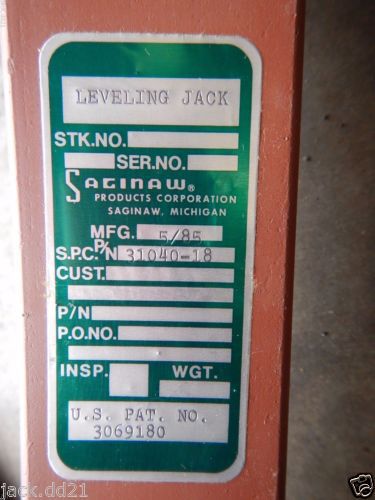 LEVELING JACK
STK.NO.
SER.NO.
SAGINAW®
PRODUCTS CORPORATION
SAGINAW, MICHIGAN
MFG. 5/85
S.P.C. P/N 31040-18
CUST.
P/N
P.O.NO.
INSP. WGT.
U.S. PAT. NO.
3069180
jack.dd21